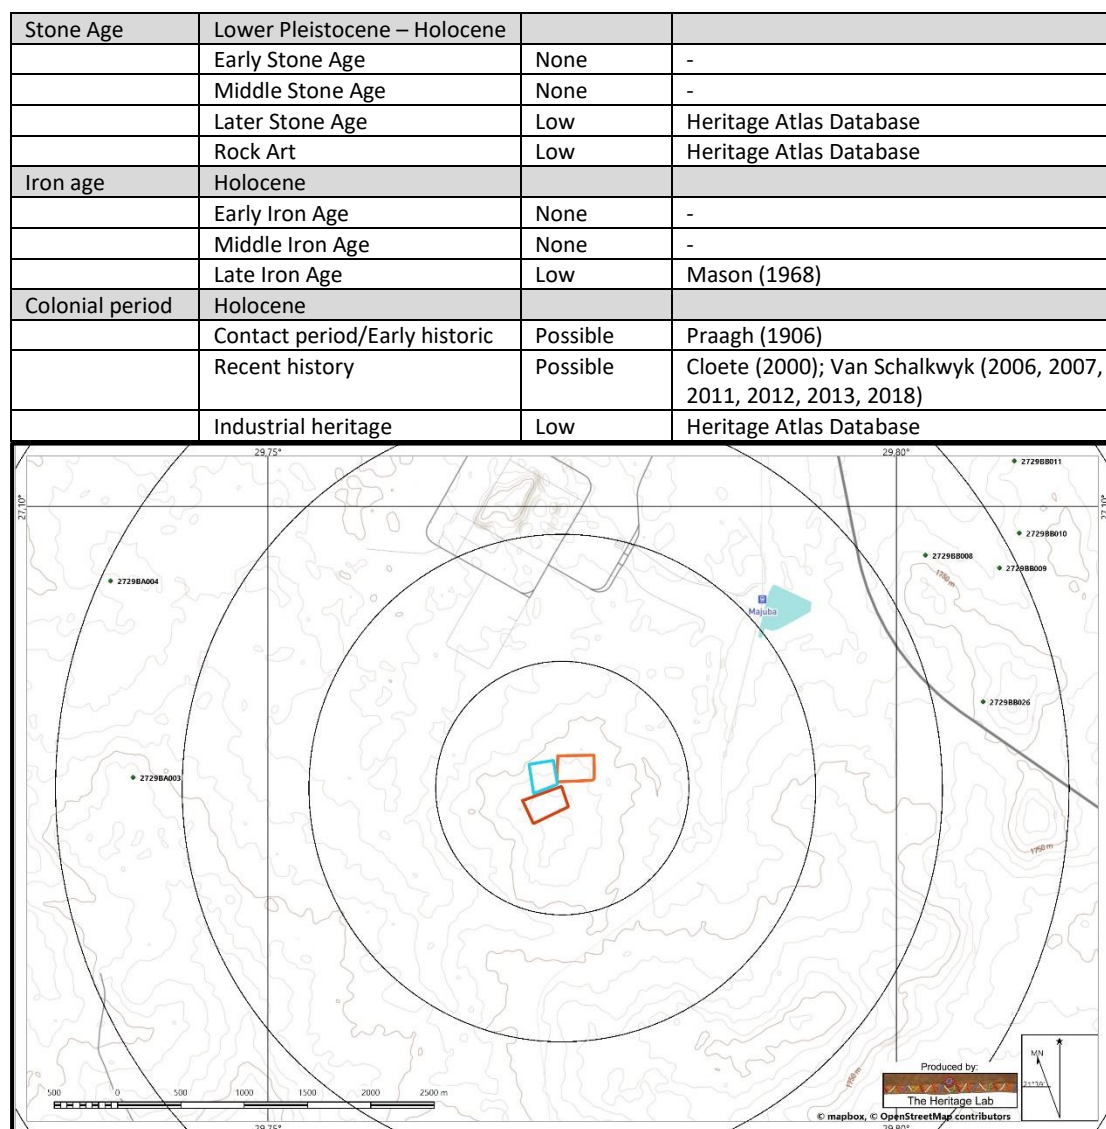 Stone Age Lower Pleistocene – Holocene
Early Stone Age None -
Middle Stone Age None -
Later Stone Age Low Heritage Atlas Database
Rock Art Low Heritage Atlas Database
Iron age Holocene
Early Iron Age None -
Middle Iron Age None -
Late Iron Age Low Mason (1968)
Colonial period Holocene
Contact period/Early historic Possible Praagh (1906)
Recent history Possible Cloete (2000); Van Schalkwyk (2006, 2007,
2011, 2012, 2013, 2018)
Industrial heritage Low Heritage Atlas Database
29.75° 29.80°
2729BB011
27.10° 27.10°
2729BB010
2729BB008
2729BB009
1750 m
2729BA004
Majuba
2729BB026
2729BA003
1750 m
MN
Produced by:
1750 m
21°39'
500 0 500 1000 1500 2000 2500 m
The Heritage Lab
© mapbox, © OpenStreetMap contributors
29.75° 29.80°